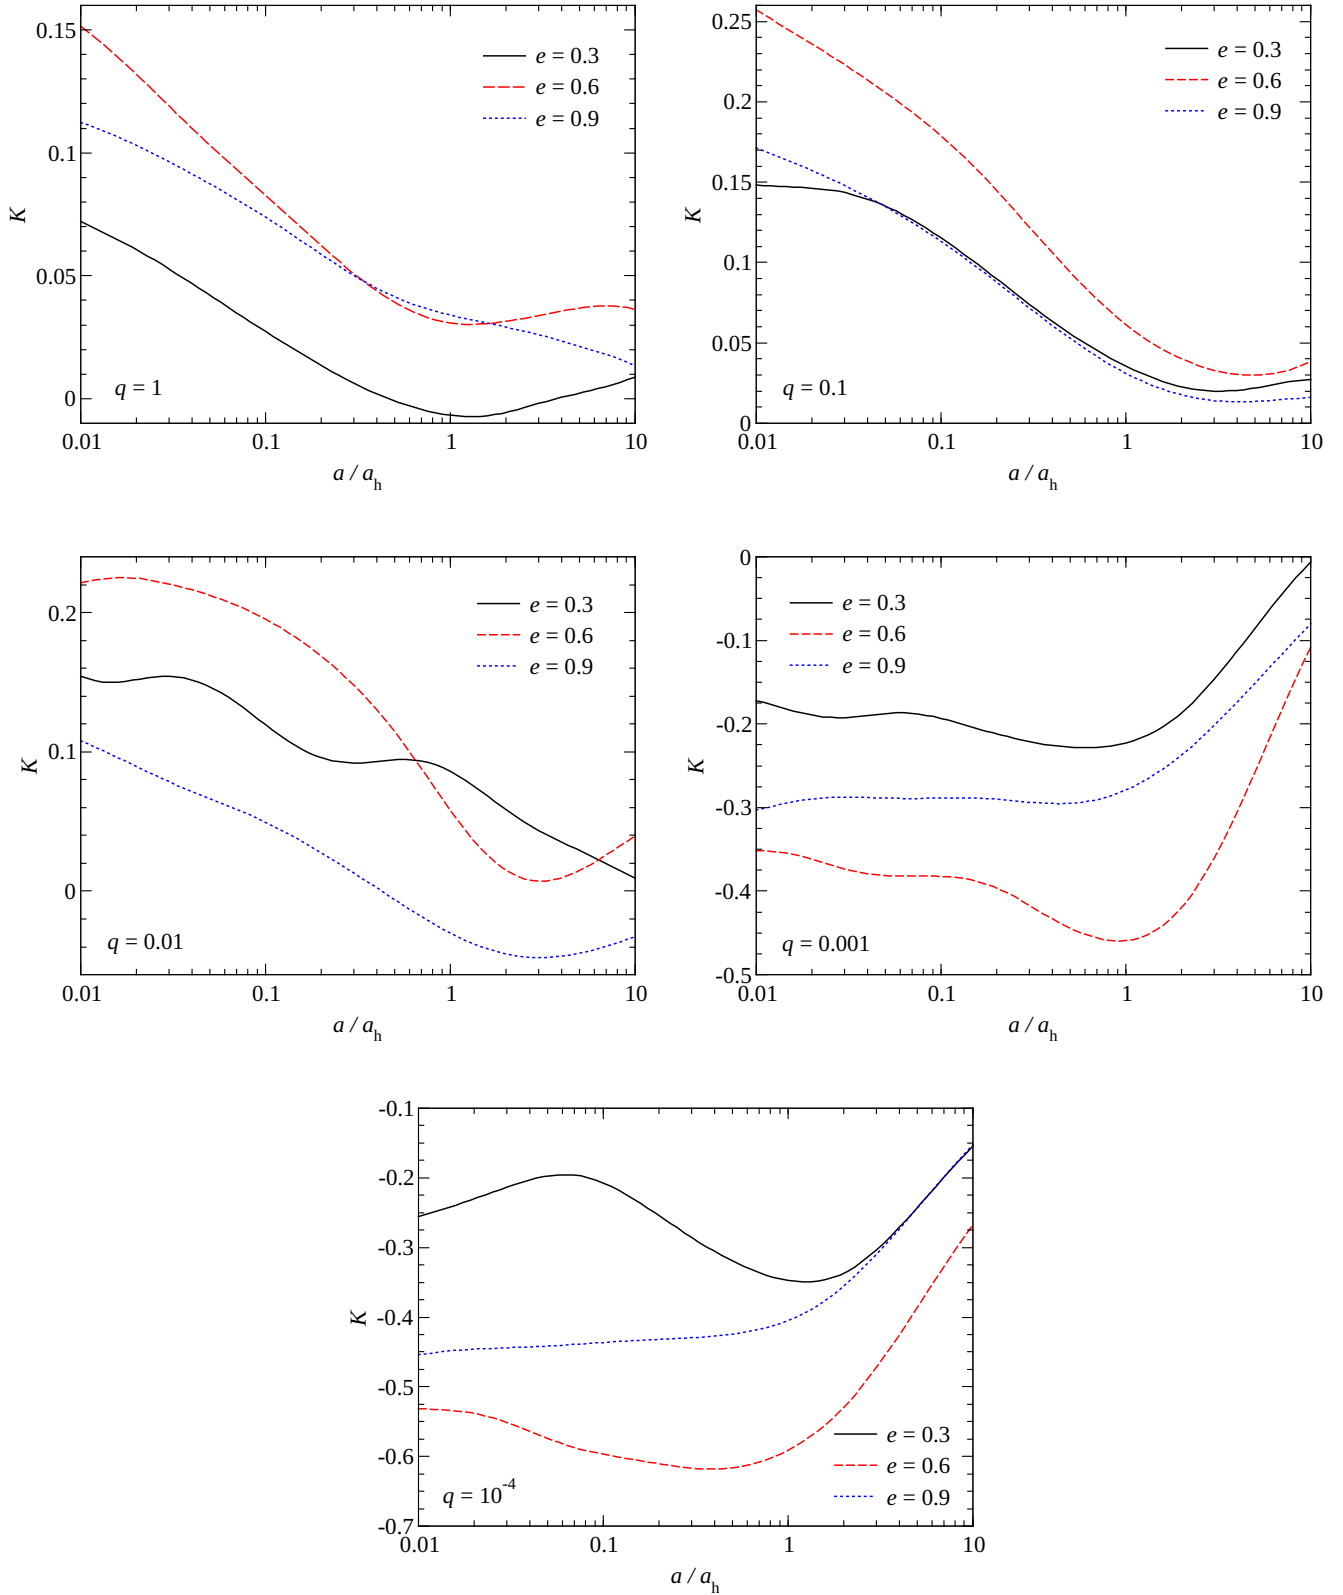 0.15
0.1
0.05
0
K
e = 0.3
e = 0.6
e = 0.9
q = 1
0.01 0.1 1 10
a / a_h
0.25
0.2
0.15
0.1
0.05
0
K
e = 0.3
e = 0.6
e = 0.9
q = 0.1
0.01 0.1 1 10
a / a_h
0.2
0.1
0
K
e = 0.3
e = 0.6
e = 0.9
q = 0.01
0.01 0.1 1 10
a / a_h
0
-0.1
-0.2
-0.3
-0.4
-0.5
K
e = 0.3
e = 0.6
e = 0.9
q = 0.001
0.01 0.1 1 10
a / a_h
-0.1
-0.2
-0.3
-0.4
-0.5
-0.6
-0.7
K
e = 0.3
e = 0.6
e = 0.9
q = 10^-4
0.01 0.1 1 10
a / a_h